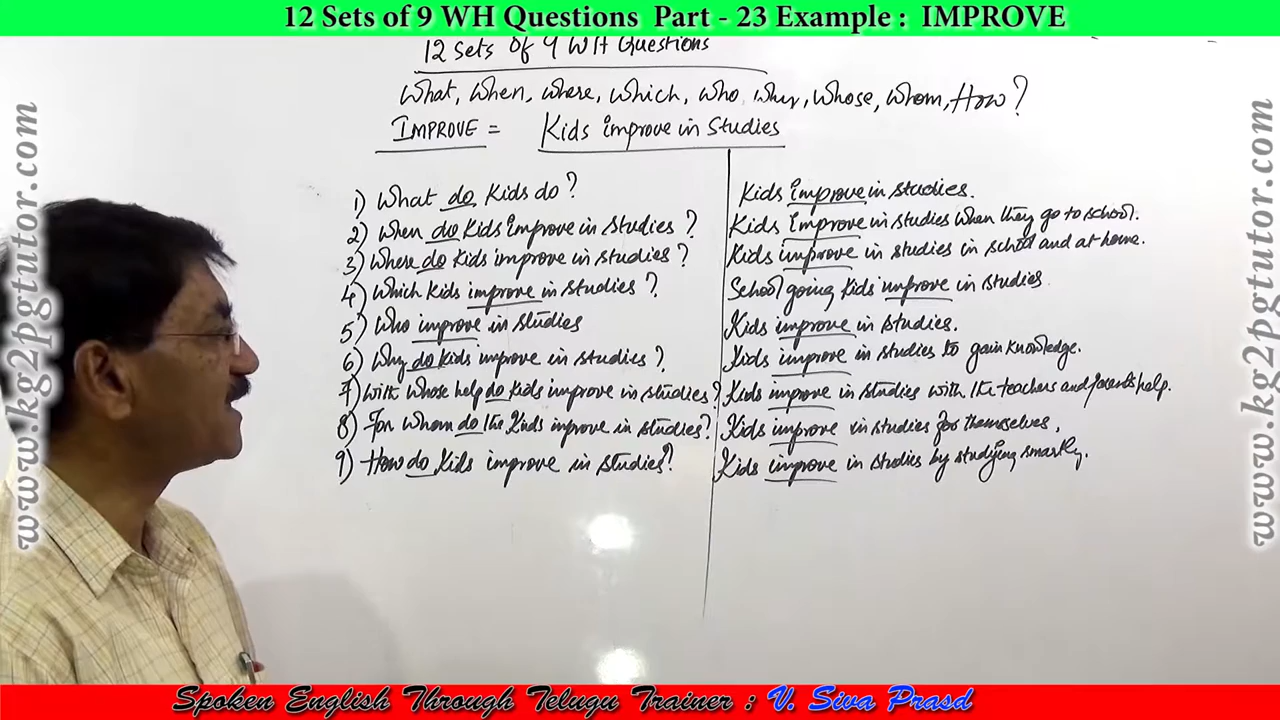 12 Sets of 9 WH Questions Part - 23 Example : IMPROVE
12 Sets of 9 WH Questions
What, When, Where, Which, Who, Why, Whose, Whom, How?
IMPROVE = Kids improve in Studies
1) What do Kids do? Kids improve in studies.
2) When do Kids improve in studies? Kids Improve in studies when they go to school.
3) Where do Kids improve in studies? Kids improve in studies in school and at home.
4) Which Kids improve in studies? School going Kids improve in studies.
5) Who improve in studies Kids improve in studies.
6) Why do Kids improve in studies? Kids improve in studies to gain knowledge.
7) With whose help do Kids improve in studies? Kids improve in studies with the teachers and parents help.
8) For Whom do the Kids improve in studies? Kids improve in studies for themselves.
9) How do Kids improve in studies? Kids improve in studies by studying smartly.
www.kg2pgtutor.com
www.kg2pgtutor.com
Spoken English Through Telugu Trainer : V. Siva Prasd